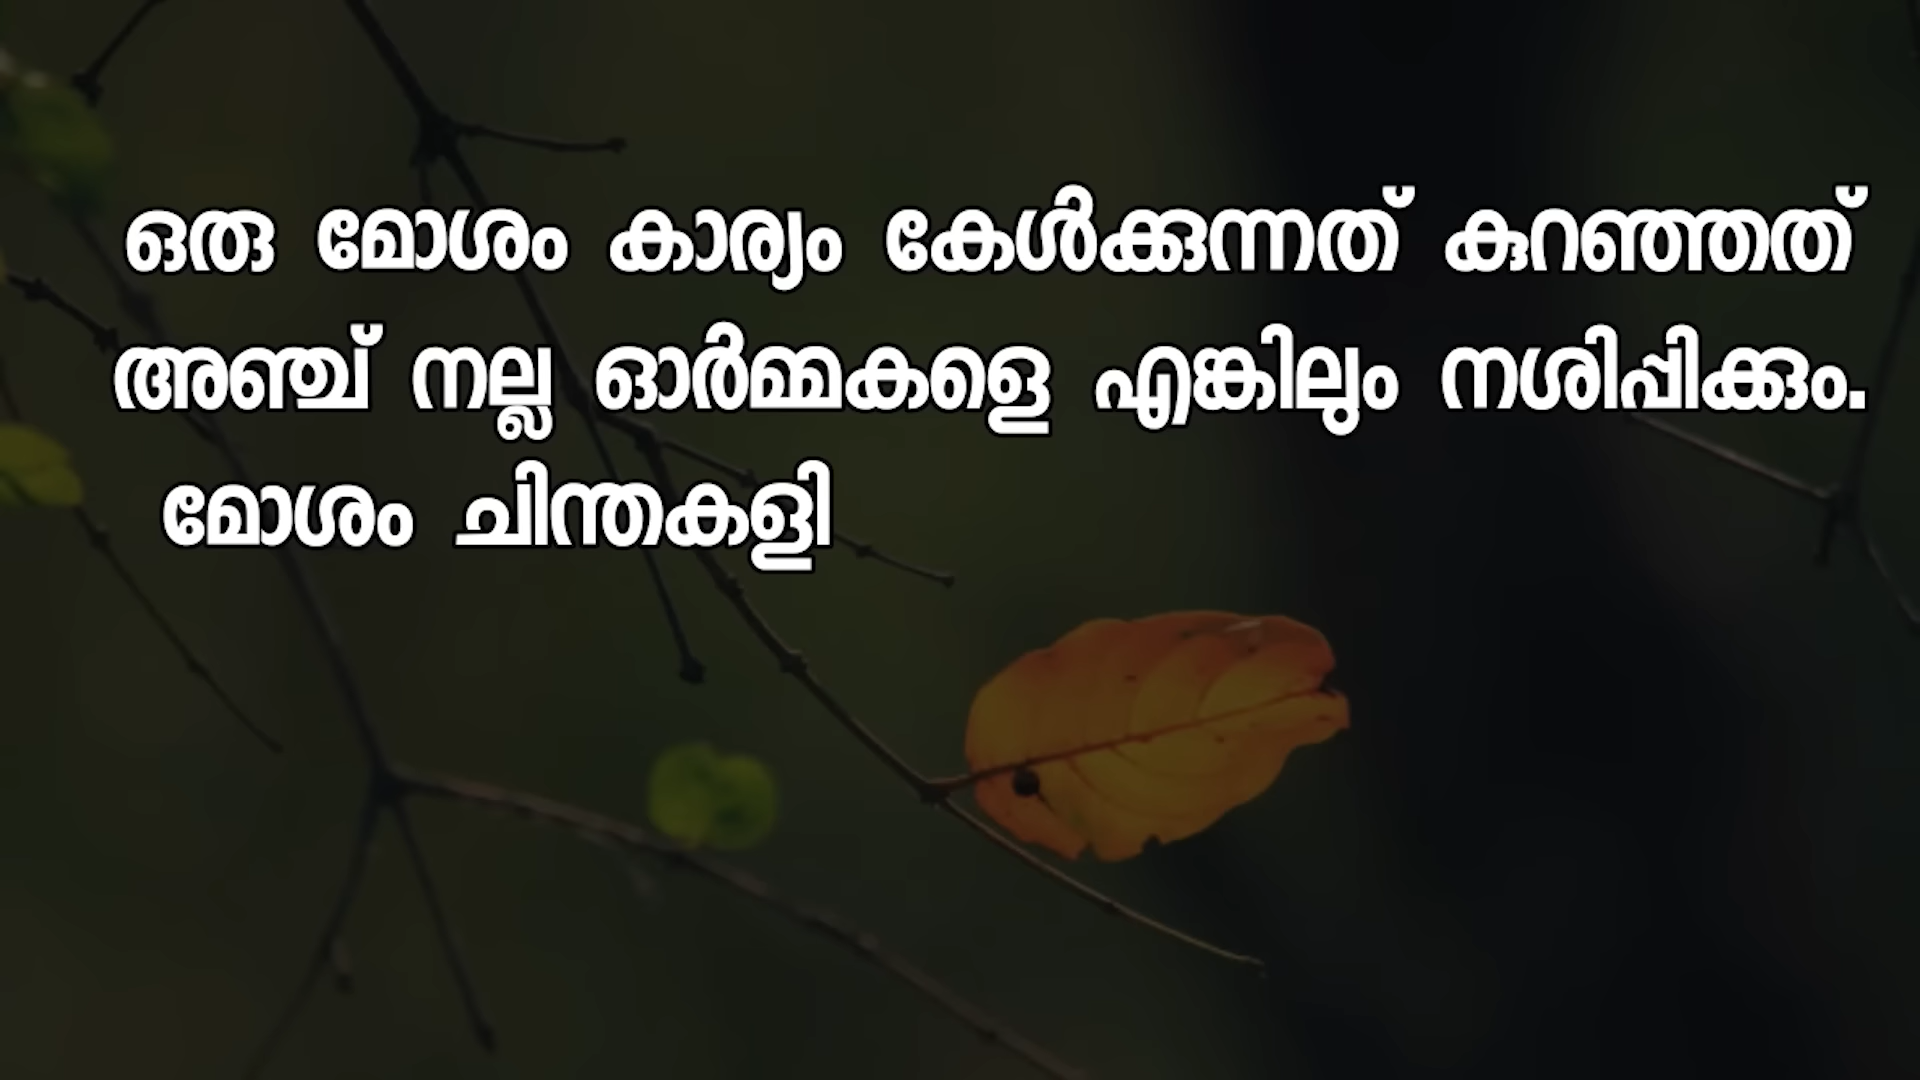 ഒരു മോശം കാര്യം കേൾക്കുന്നത് കുറഞ്ഞത്
അഞ്ച് നല്ല ഓർമ്മകളെ എങ്കിലും നശിപ്പിക്കും.
മോശം ചിന്തകളി